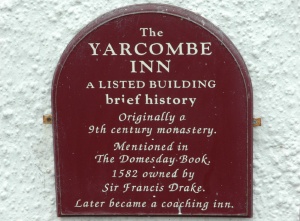 The
YARCOMBE
INN
A LISTED BUILDING
brief history
Originally a
9th century monastery.
Mentioned in
The Domesday Book.
1582 owned by
Sir Francis Drake.
Later became a coaching inn.